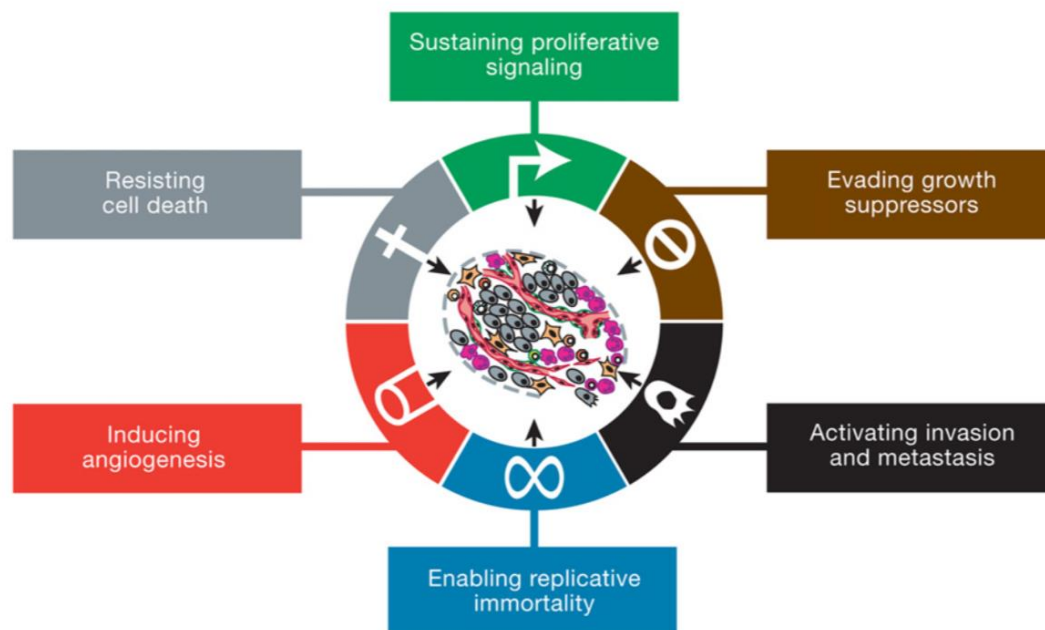 Sustaining proliferative
signaling
Resisting
cell death
Evading growth
suppressors
Inducing
angiogenesis
Activating invasion
and metastasis
Enabling replicative
immortality